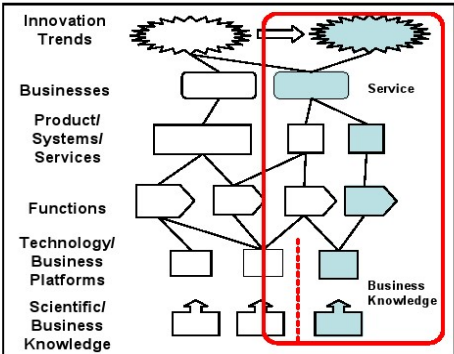 Innovation
Trends
Businesses
Service
Product/
Systems/
Services
Functions
Technology/
Business
Platforms
Business
Knowledge
Scientific/
Business
Knowledge